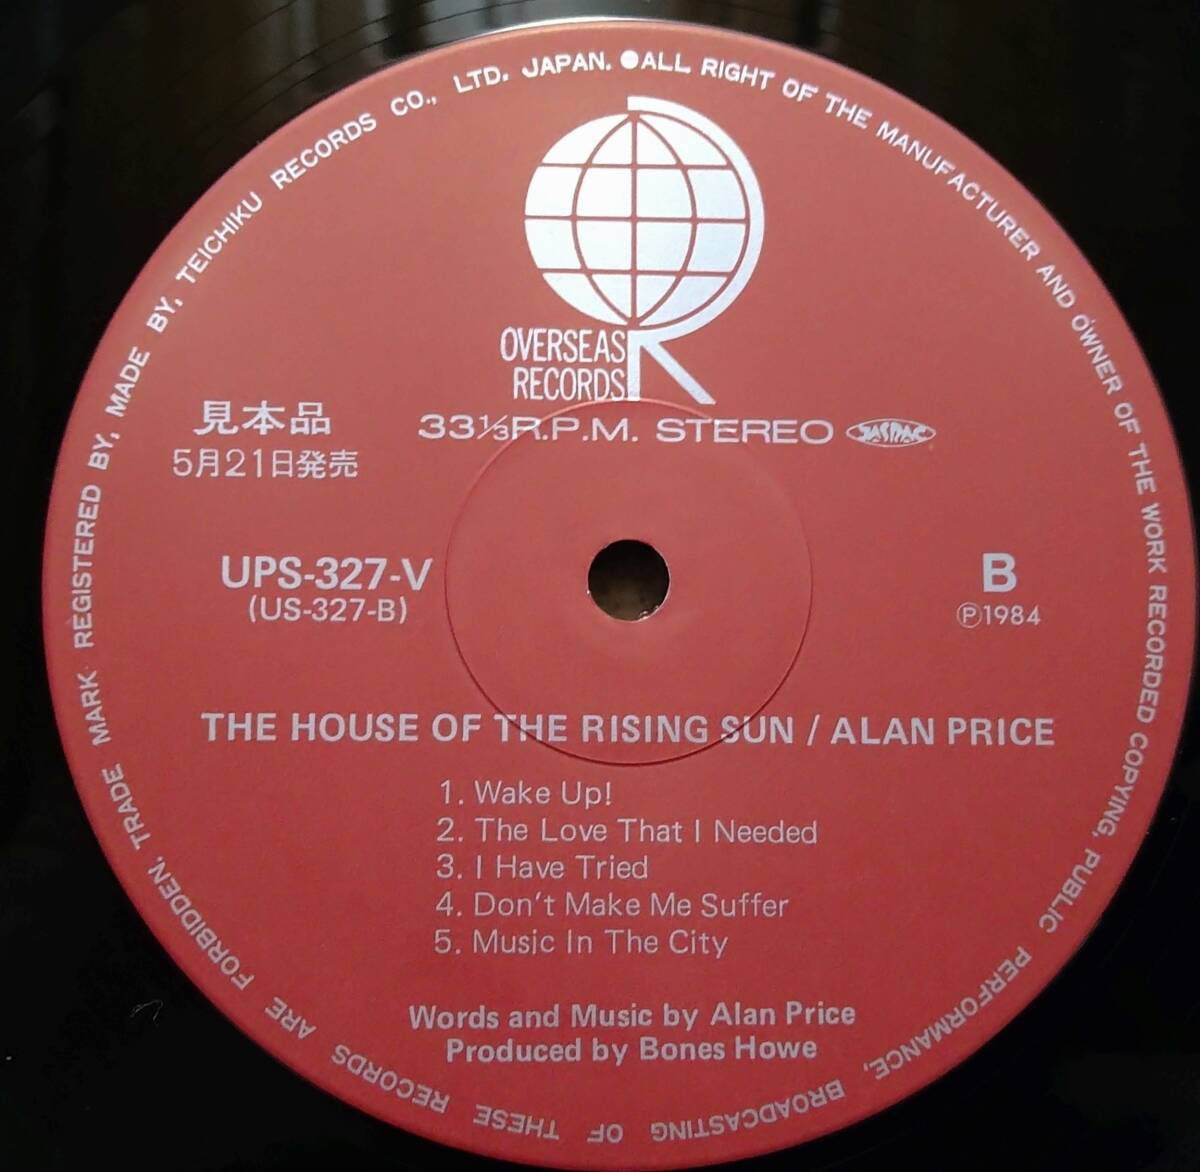 ●ALL RIGHT OF THE MANUFACTURER AND OWNER OF THE WORK RECORDED COPYING, PUBLIC PERFORMANCE, BROADCASTING OF THESE RECORDS ARE FORBIDDEN, TRADE MARK REGISTERED BY, MADE BY, TEICHIKU RECORDS CO., LTD. JAPAN.
OVERSEAS
RECORDS
見本品
33⅓R.P.M. STEREO JASRAC
5月21日発売
UPS-327-V
(US-327-B)
B
Ⓟ1984
THE HOUSE OF THE RISING SUN / ALAN PRICE
1. Wake Up!
2. The Love That I Needed
3. I Have Tried
4. Don't Make Me Suffer
5. Music In The City
Words and Music by Alan Price
Produced by Bones Howe